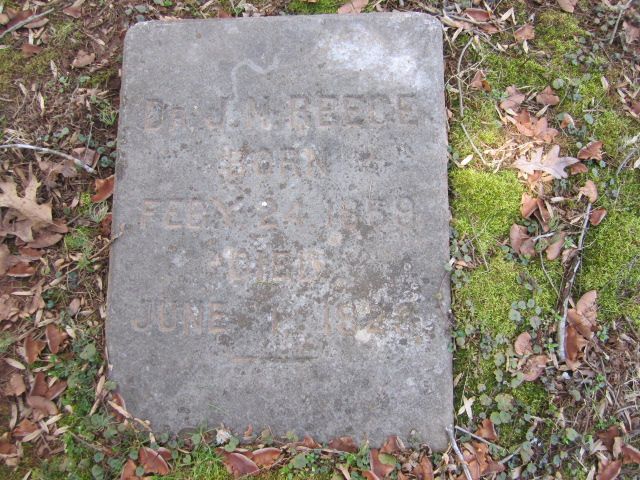 Dr. J. M. REECE
BORN
FEBY 24 1859
DIED
JUNE 1,